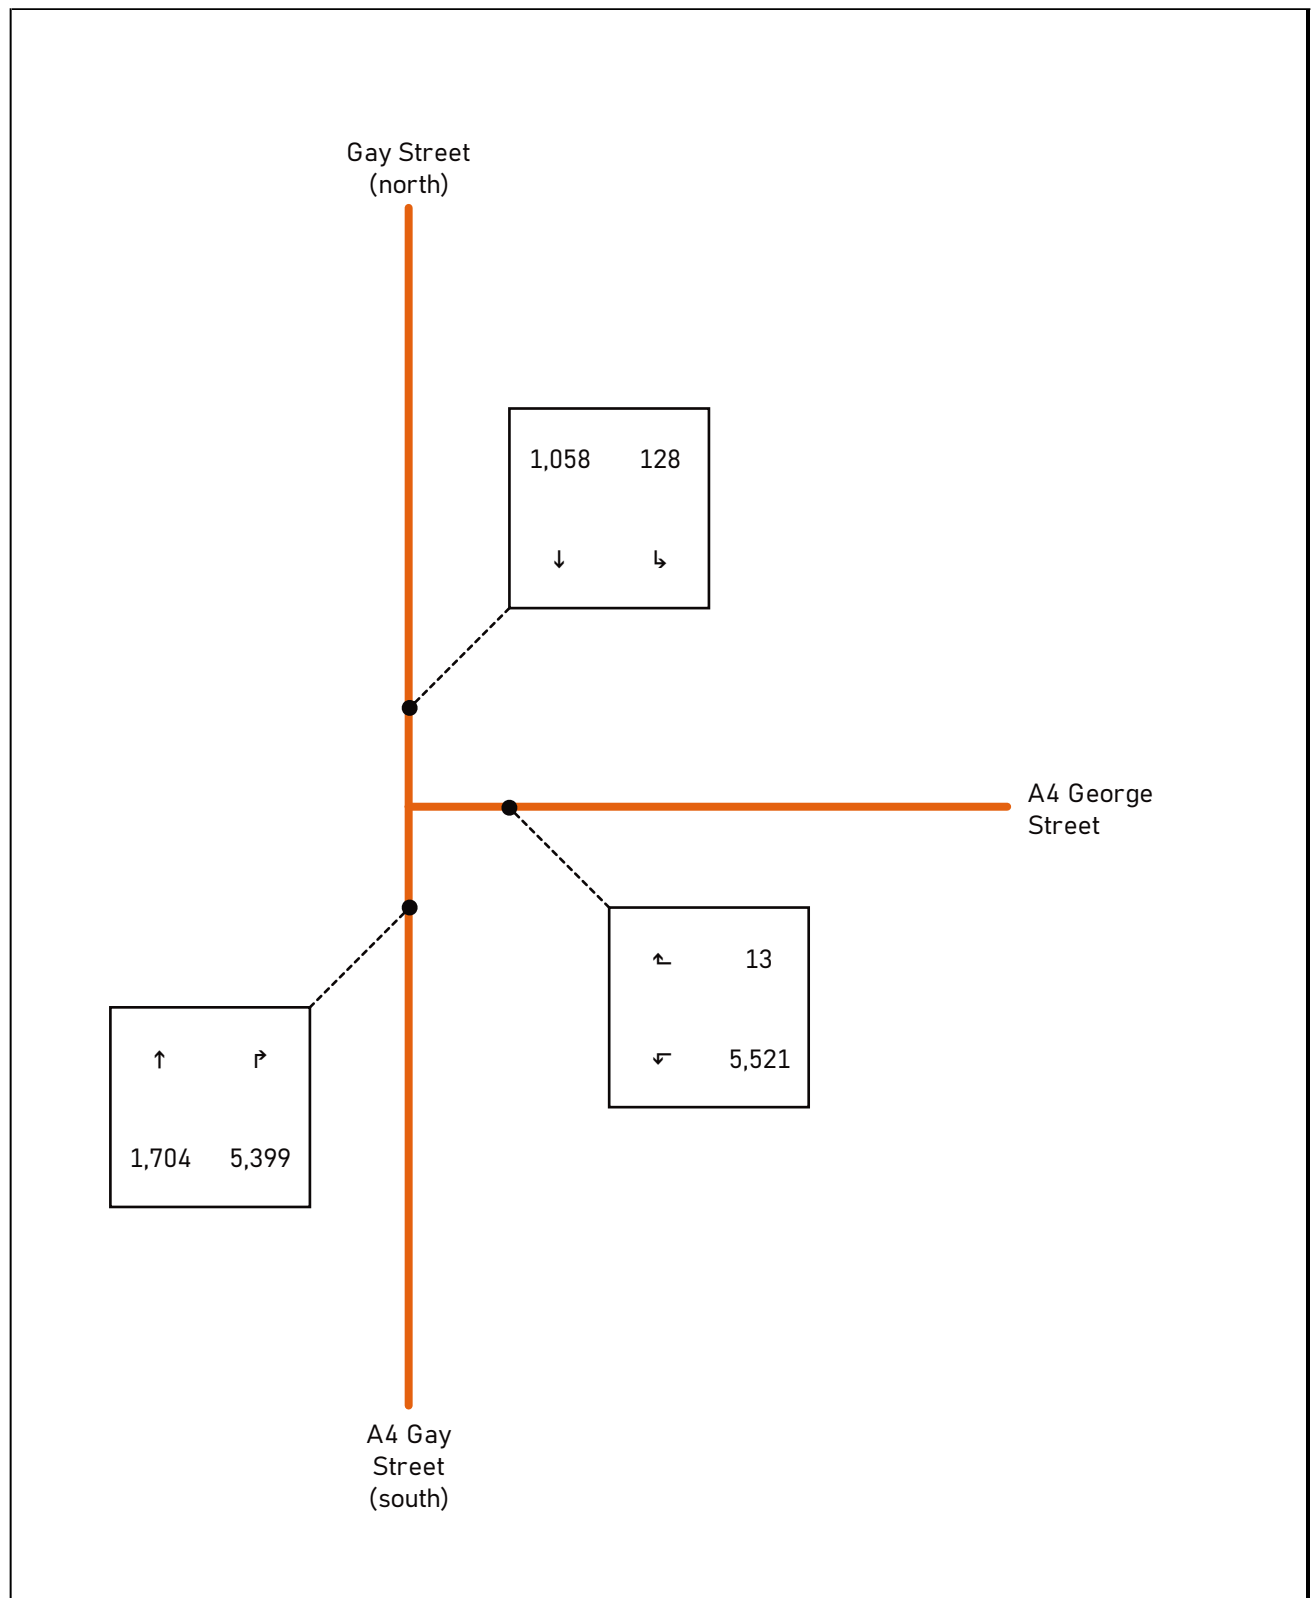 Gay Street
(north)
1,058 128
↓ ↳
A4 George
Street
⬑ 13
⬐ 5,521
↑ ↱
1,704 5,399
A4 Gay
Street
(south)